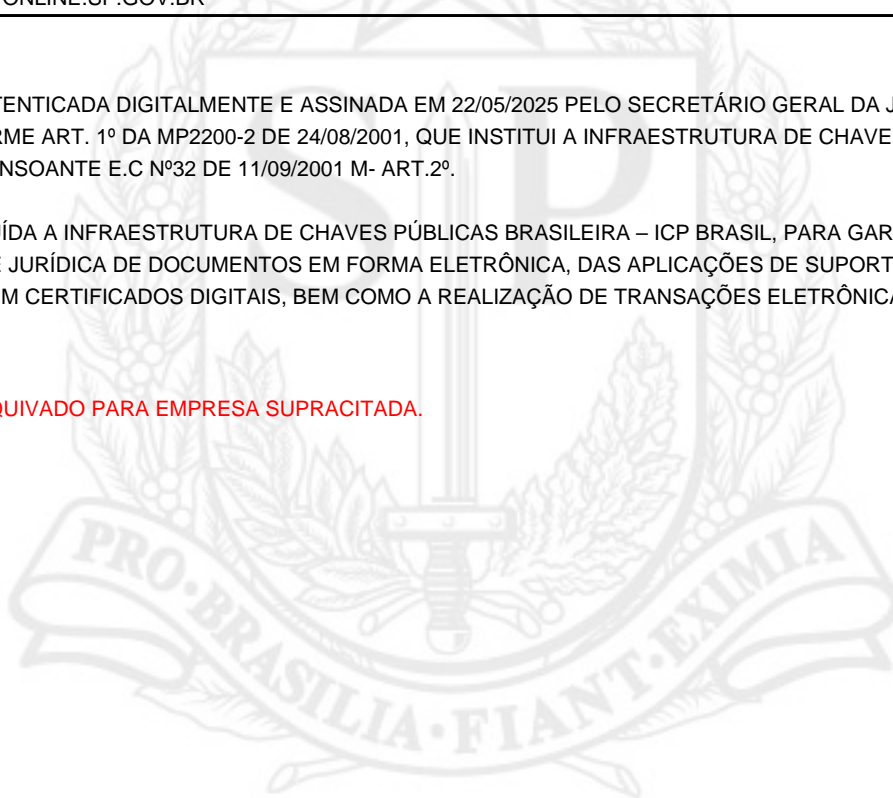 ONLINE.SP.GOV.BR
TENTICADA DIGITALMENTE E ASSINADA EM 22/05/2025 PELO SECRETÁRIO GERAL DA J
RME ART. 1º DA MP2200-2 DE 24/08/2001, QUE INSTITUI A INFRAESTRUTURA DE CHAVE
NSOANTE E.C Nº32 DE 11/09/2001 M- ART.2º.
ÍDA A INFRAESTRUTURA DE CHAVES PÚBLICAS BRASILEIRA – ICP BRASIL, PARA GAR
E JURÍDICA DE DOCUMENTOS EM FORMA ELETRÔNICA, DAS APLICAÇÕES DE SUPORT
M CERTIFICADOS DIGITAIS, BEM COMO A REALIZAÇÃO DE TRANSAÇÕES ELETRÔNICA
QUIVADO PARA EMPRESA SUPRACITADA.
SP
PRO·BRASILIA·FIANT·EXIMIA